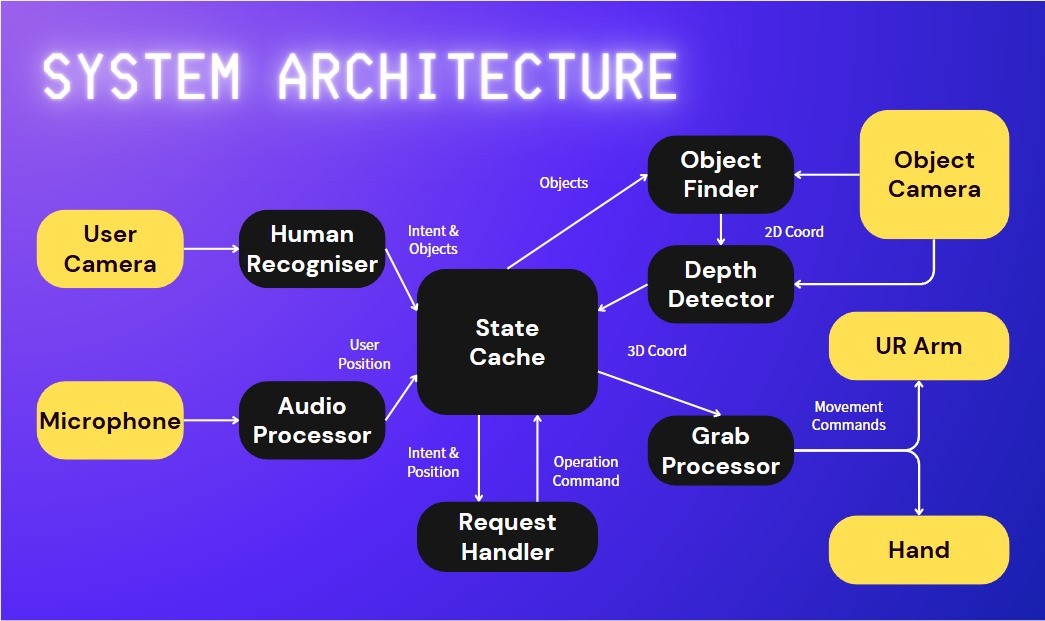 SYSTEM ARCHITECTURE
User
Camera
Human
Recogniser
Intent &
Objects
Objects
Object
Finder
Object
Camera
2D Coord
Depth
Detector
State
Cache
3D Coord
UR Arm
User
Position
Microphone
Audio
Processor
Intent &
Position
Operation
Command
Grab
Processor
Movement
Commands
Request
Handler
Hand